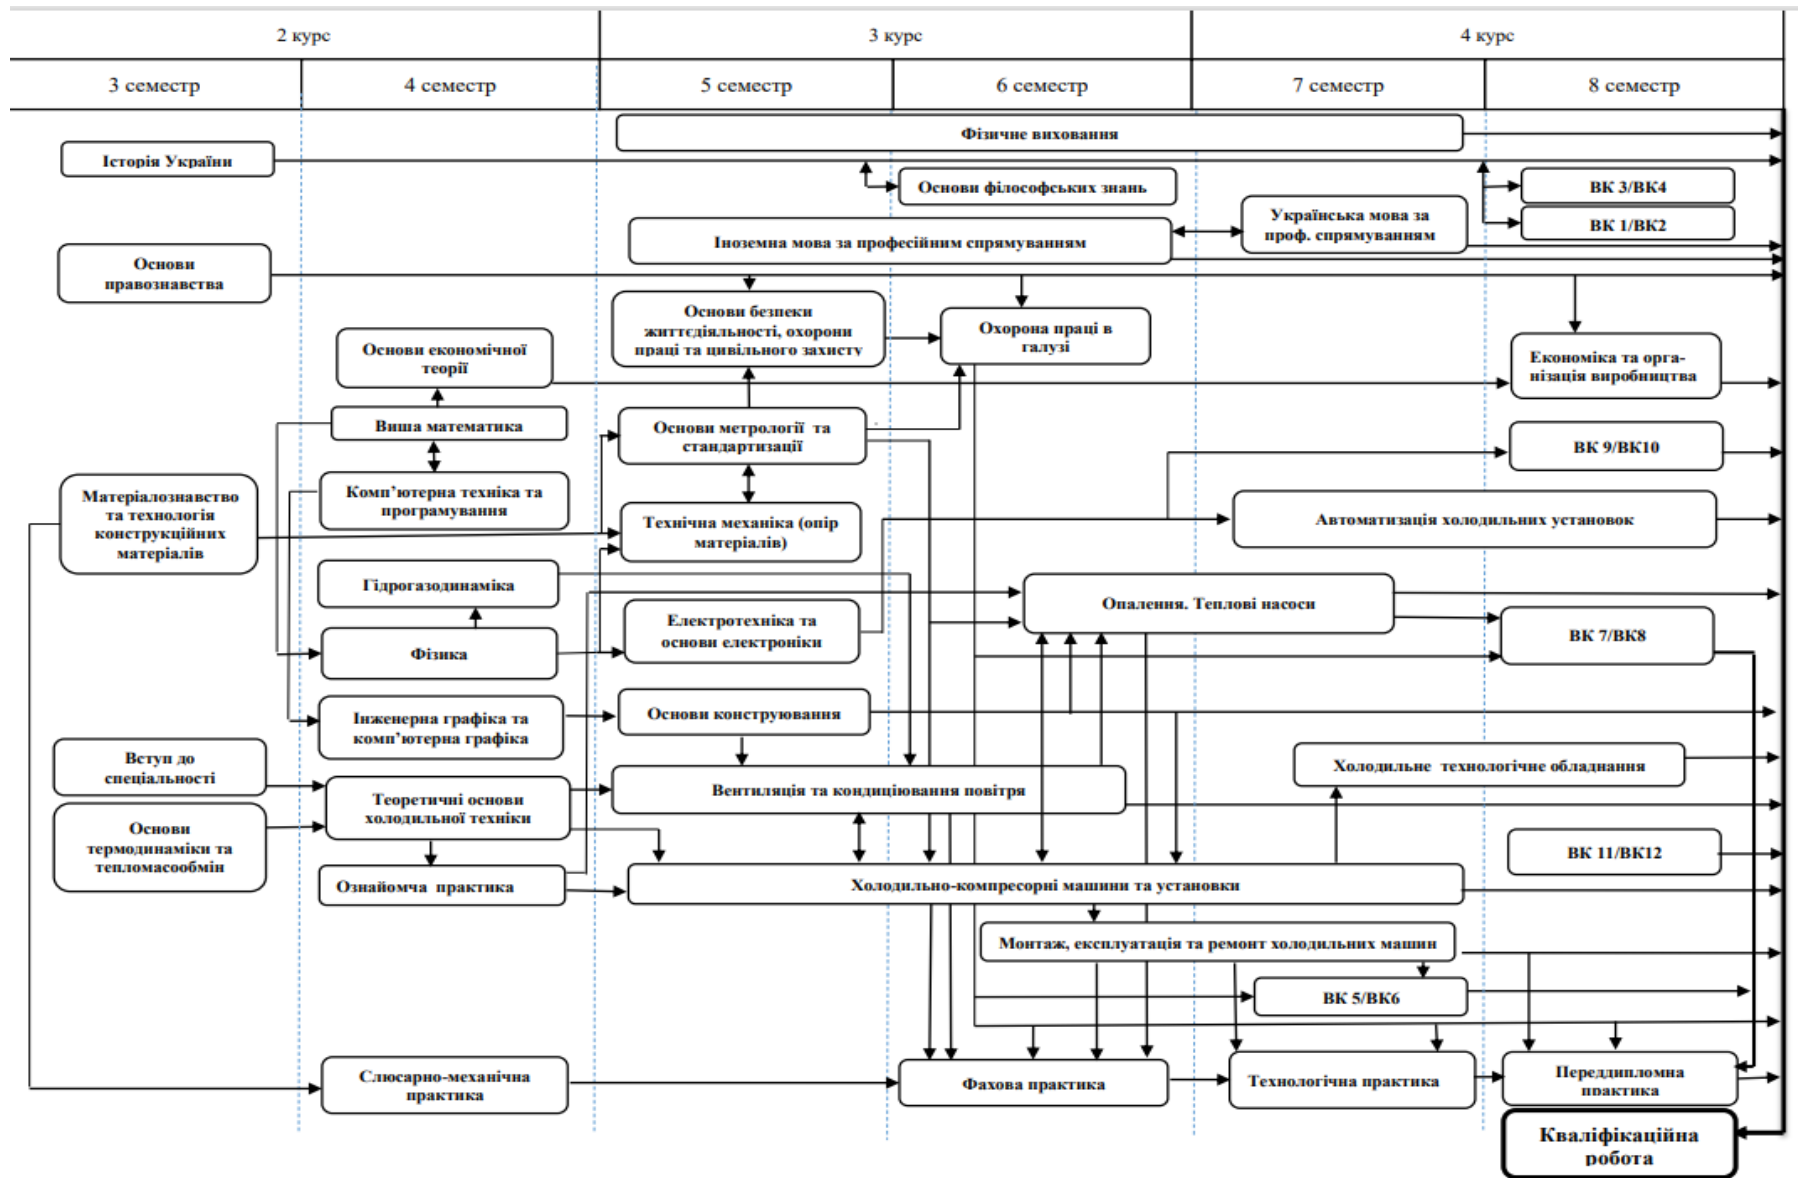 2 курс
3 курс
4 курс
3 семестр
4 семестр
5 семестр
6 семестр
7 семестр
8 семестр
Фізичне виховання
Історія України
Основи філософських знань
ВК 3/ВК4
Українська мова за
проф. спрямуванням
ВК 1/ВК2
Іноземна мова за професійним спрямуванням
Основи
правознавства
Основи безпеки
життєдіяльності, охорони
праці та цивільного захисту
Охорона праці в
галузі
Основи економічної
теорії
Економіка та орга-
нізація виробництва
Виша математика
Основи метрології та
стандартизації
ВК 9/ВК10
Матеріалознавство
та технологія
конструкційних
матеріалів
Комп’ютерна техніка та
програмування
Технічна механіка (опір
матеріалів)
Автоматизація холодильних установок
Гідрогазодинаміка
Опалення. Теплові насоси
Електротехніка та
основи електроніки
ВК 7/ВК8
Фізика
Інженерна графіка та
комп’ютерна графіка
Основи конструювання
Вступ до
спеціальності
Холодильне технологічне обладнання
Теоретичні основи
холодильної техніки
Вентиляція та кондиціювання повітря
Основи
термодинаміки та
тепломасообмін
ВК 11/ВК12
Ознайомча практика
Холодильно-компресорні машини та установки
Монтаж, експлуатація та ремонт холодильних машин
ВК 5/ВК6
Слюсарно-механічна
практика
Фахова практика
Технологічна практика
Переддипломна
практика
Кваліфікаційна
робота